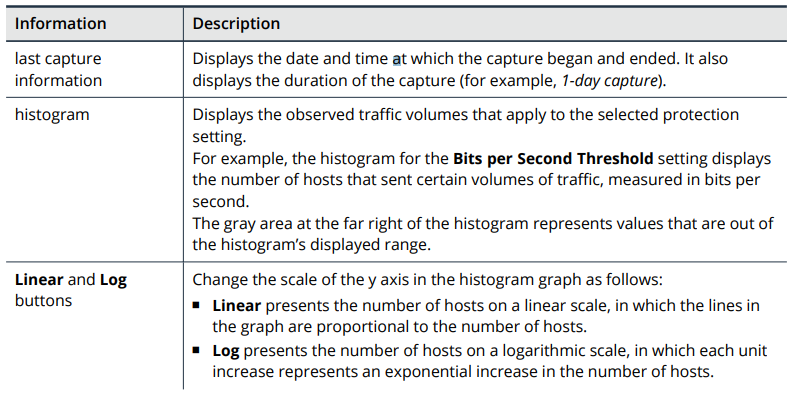 Information Description
last capture information
Displays the date and time at which the capture began and ended. It also
displays the duration of the capture (for example, 1-day capture).
histogram
Displays the observed traffic volumes that apply to the selected protection
setting.
For example, the histogram for the Bits per Second Threshold setting displays
the number of hosts that sent certain volumes of traffic, measured in bits per
second.
The gray area at the far right of the histogram represents values that are out of
the histogram's displayed range.
Linear and Log
buttons
Change the scale of the y axis in the histogram graph as follows:
■ Linear presents the number of hosts on a linear scale, in which the lines in
the graph are proportional to the number of hosts.
■ Log presents the number of hosts on a logarithmic scale, in which each unit
increase represents an exponential increase in the number of hosts.